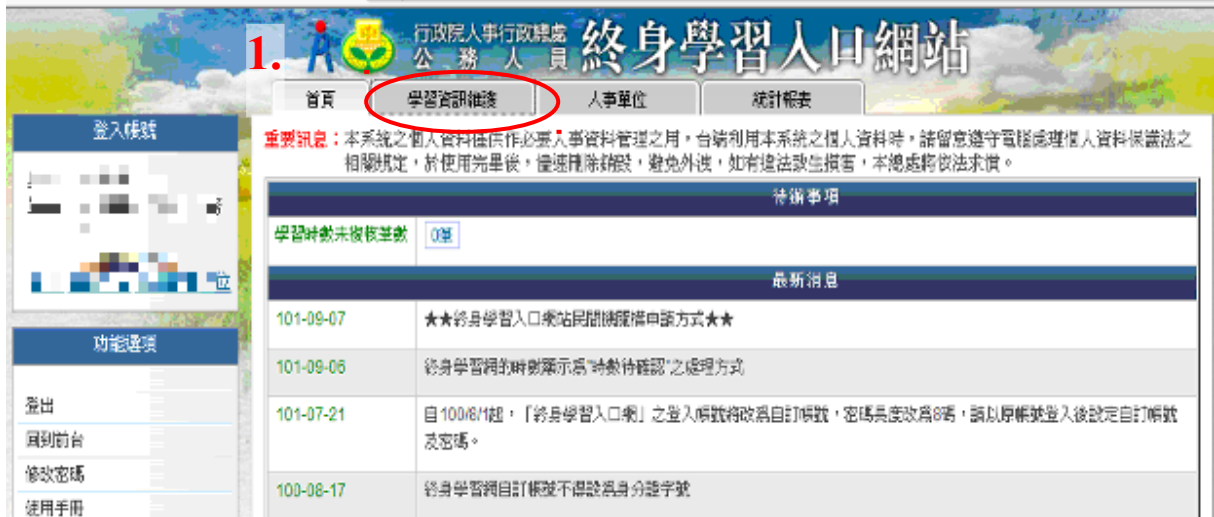 1.
行政院人事行政總處
公務人員
終身學習入口網站
首頁
學習資訊維護
人事單位
統計報表
登入帳號
位
重要訊息：本系統之個人資料僅供作必要人事資料管理之用，台端利用本系統之個人資料時，請留意遵守電腦處理個人資料保護法之
相關規定，於使用完畢後，儘速刪除銷毀，避免外洩，如有違法致生損害，本總處將依法求償。
待辦事項
學習時數未複核筆數 0筆
最新消息
101-09-07 ★★終身學習入口網站民間機關構申請方式★★
101-09-06 終身學習網的時數顯示為"時數待確認"之處理方式
101-07-21 自100/8/1起，「終身學習入口網」之登入帳號將改為自訂帳號，密碼長度改為8碼，請以原帳號登入後設定自訂帳號
及密碼。
100-08-17 終身學習網自訂帳號不得設為身分證字號
功能選項
登出
回到前台
修改密碼
使用手冊